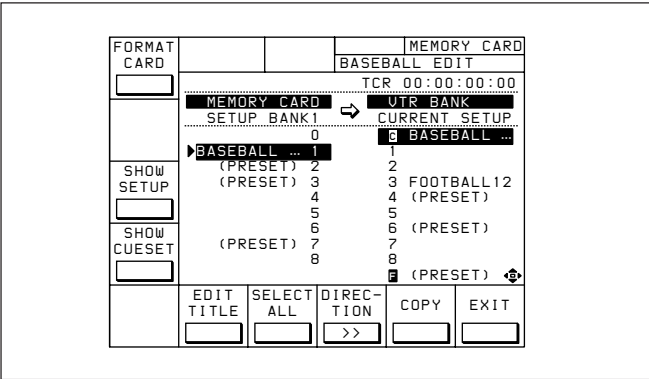 FORMAT
CARD
MEMORY CARD
BASEBALL EDIT
TCR 00:00:00:00
MEMORY CARD ⇨ VTR BANK
SETUP BANK1 CURRENT SETUP
0 C BASEBALL …
▶BASEBALL … 1 1
(PRESET) 2 2
(PRESET) 3 3 FOOTBALL12
4 4 (PRESET)
5 5
6 6 (PRESET)
(PRESET) 7 7
8 8
F (PRESET)
SHOW
SETUP
SHOW
CUESET
EDIT
TITLE
SELECT
ALL
DIREC-
TION
>>
COPY
EXIT